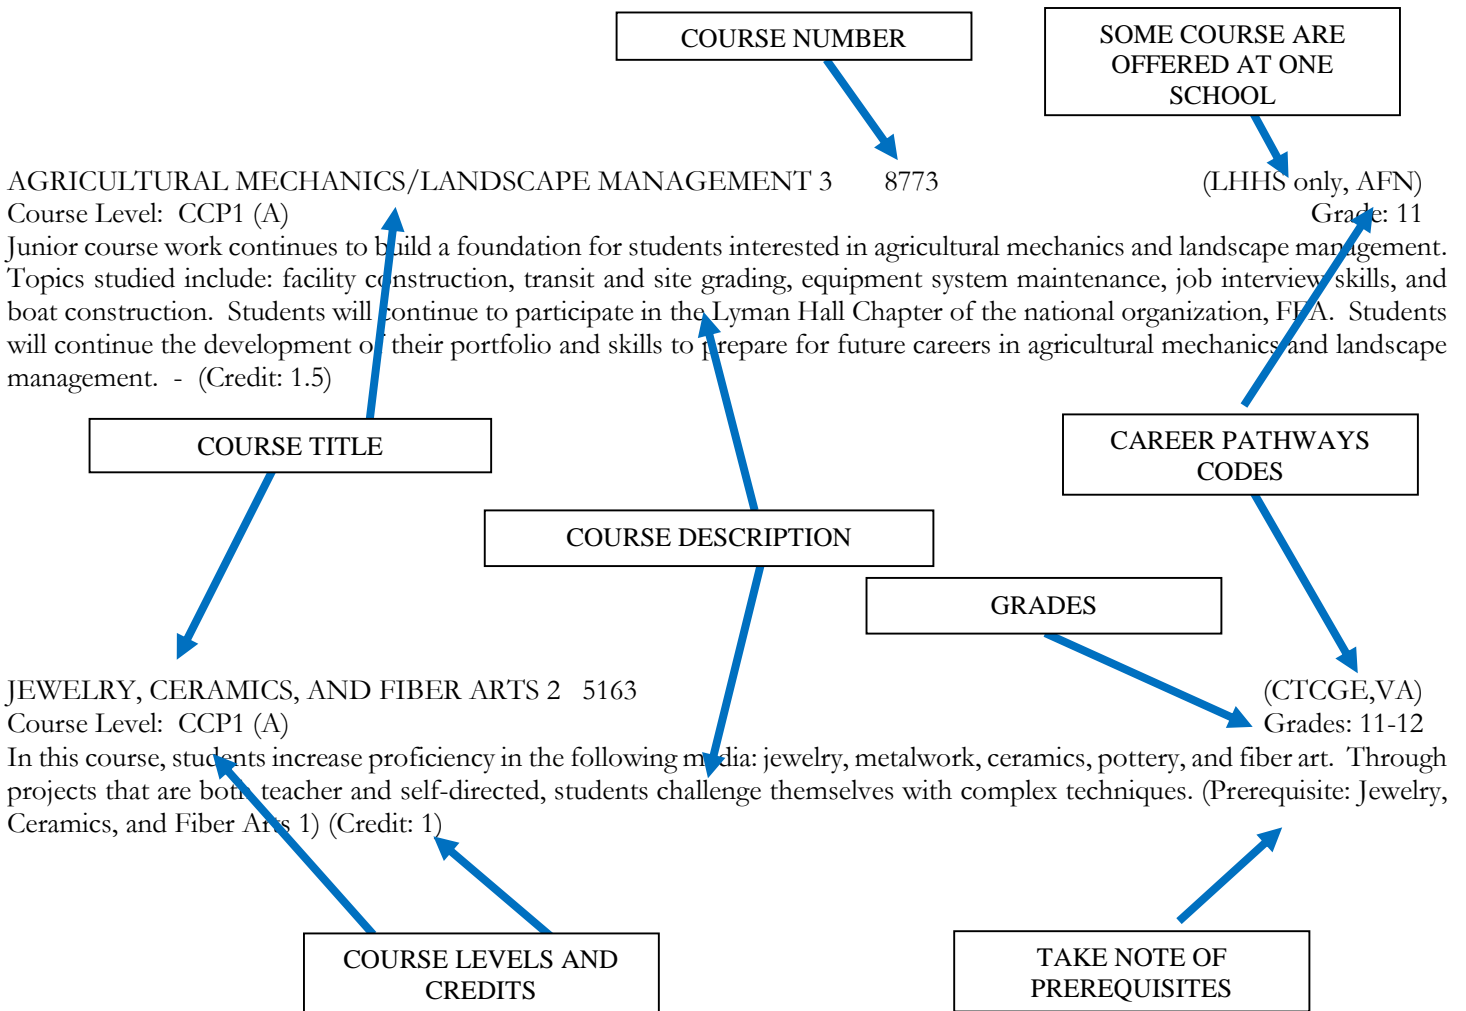 COURSE NUMBER
SOME COURSE ARE
OFFERED AT ONE
SCHOOL
AGRICULTURAL MECHANICS/LANDSCAPE MANAGEMENT 3 8773 (LHHS only, AFN)
Course Level: CCP1 (A) Grade: 11
Junior course work continues to build a foundation for students interested in agricultural mechanics and landscape management.
Topics studied include: facility construction, transit and site grading, equipment system maintenance, job interview skills, and
boat construction. Students will continue to participate in the Lyman Hall Chapter of the national organization, FFA. Students
will continue the development of their portfolio and skills to prepare for future careers in agricultural mechanics and landscape
management. - (Credit: 1.5)
COURSE TITLE
CAREER PATHWAYS
CODES
COURSE DESCRIPTION
GRADES
JEWELRY, CERAMICS, AND FIBER ARTS 2 5163 (CTCGE,VA)
Course Level: CCP1 (A) Grades: 11-12
In this course, students increase proficiency in the following media: jewelry, metalwork, ceramics, pottery, and fiber art. Through
projects that are both teacher and self-directed, students challenge themselves with complex techniques. (Prerequisite: Jewelry,
Ceramics, and Fiber Arts 1) (Credit: 1)
COURSE LEVELS AND
CREDITS
TAKE NOTE OF
PREREQUISITES